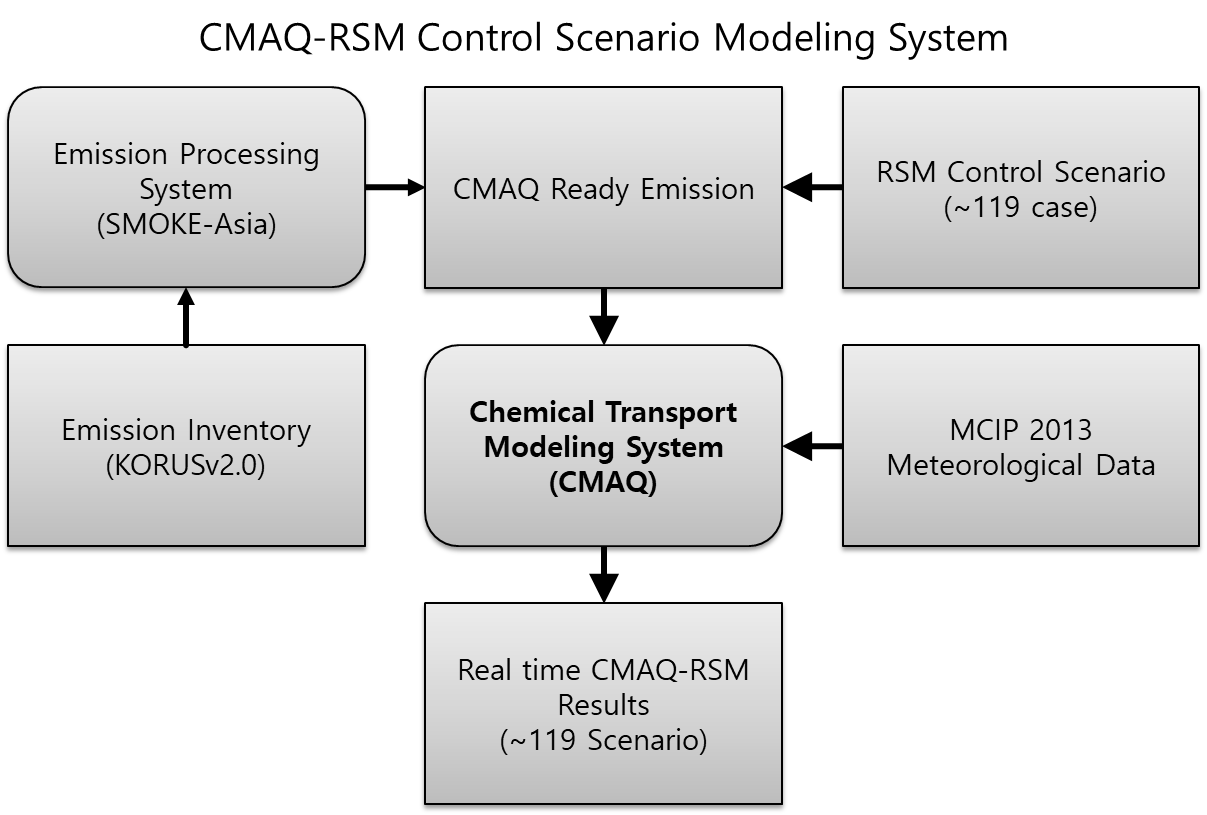 CMAQ-RSM Control Scenario Modeling System
Emission Processing
System
(SMOKE-Asia)
CMAQ Ready Emission
RSM Control Scenario
(~119 case)
Emission Inventory
(KORUSv2.0)
Chemical Transport
Modeling System
(CMAQ)
MCIP 2013
Meteorological Data
Real time CMAQ-RSM
Results
(~119 Scenario)